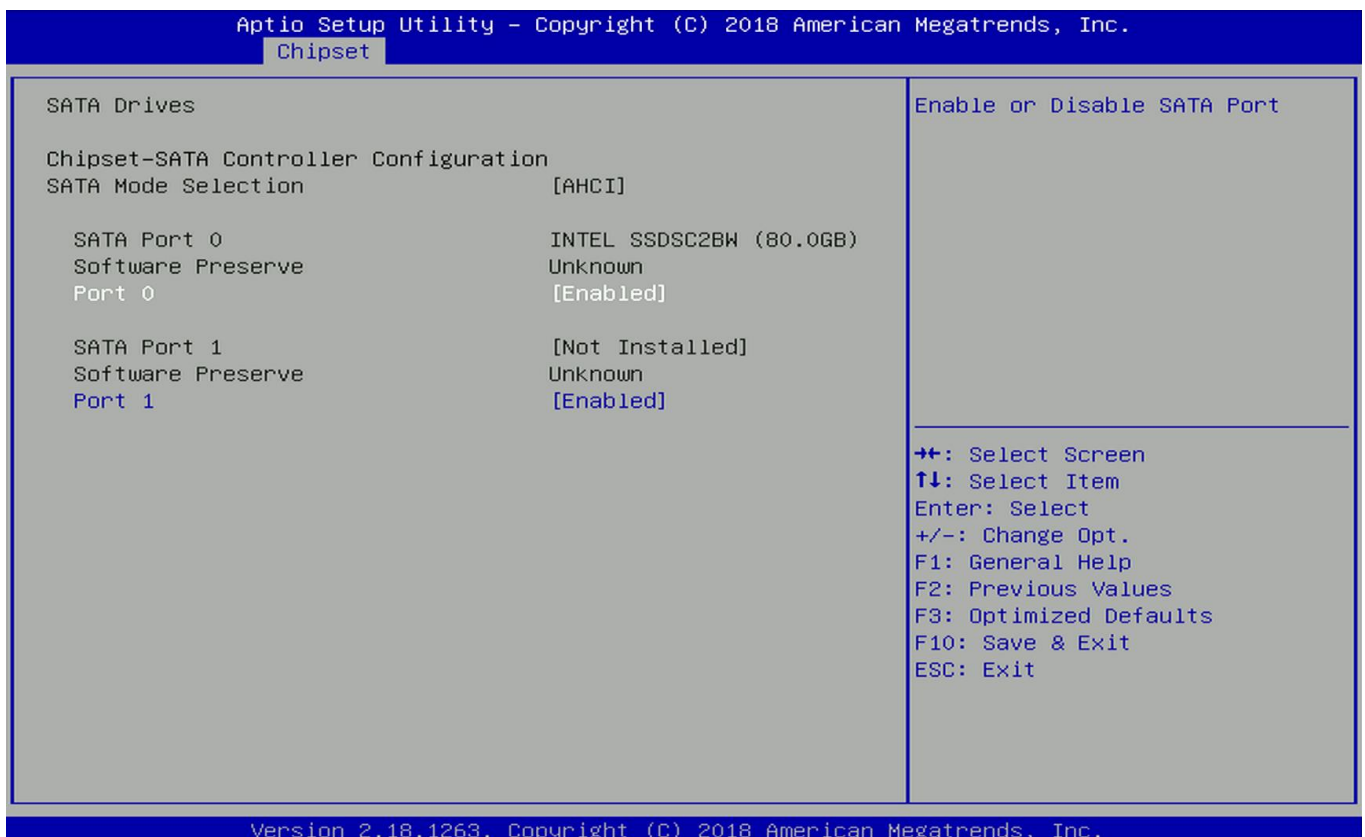 Aptio Setup Utility – Copyright (C) 2018 American Megatrends, Inc.
Chipset
SATA Drives
Chipset-SATA Controller Configuration
SATA Mode Selection [AHCI]
SATA Port 0 INTEL SSDSC2BW (80.0GB)
Software Preserve Unknown
Port 0 [Enabled]
SATA Port 1 [Not Installed]
Software Preserve Unknown
Port 1 [Enabled]
Enable or Disable SATA Port
→←: Select Screen
↑↓: Select Item
Enter: Select
+/-: Change Opt.
F1: General Help
F2: Previous Values
F3: Optimized Defaults
F10: Save & Exit
ESC: Exit
Version 2.18.1263. Copyright (C) 2018 American Megatrends, Inc.